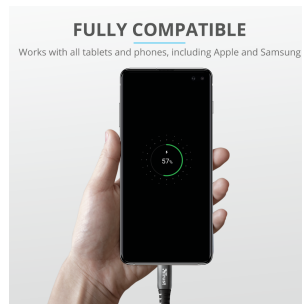 FULLY COMPATIBLE
Works with all tablets and phones, including Apple and Samsung
57%